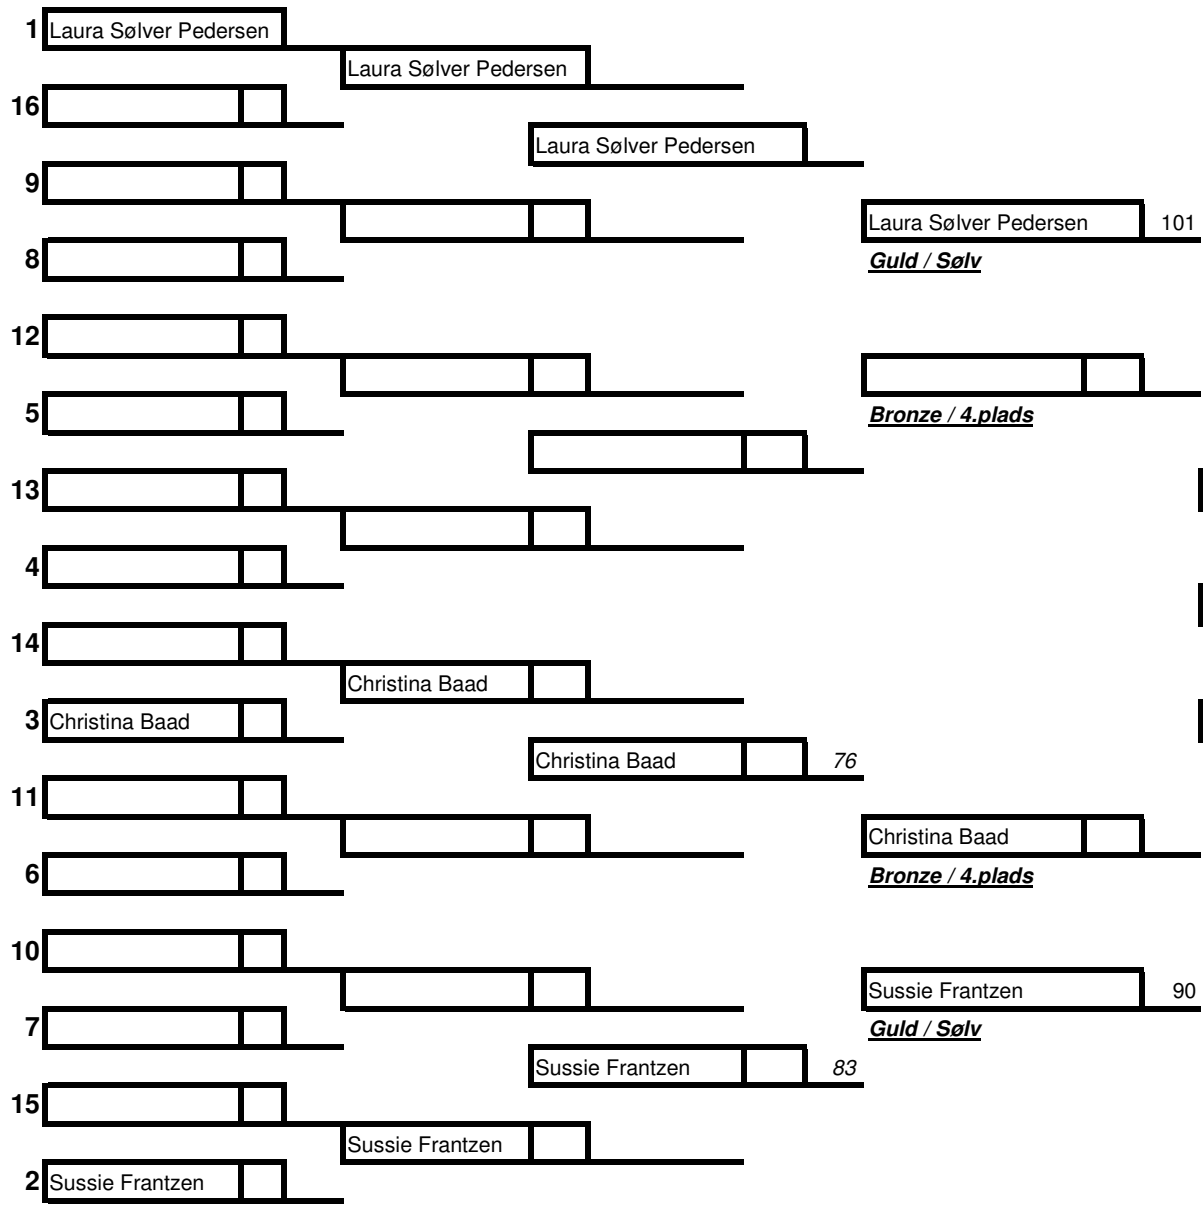 1 Laura Sølver Pedersen
Laura Sølver Pedersen
16
Laura Sølver Pedersen
9
Laura Sølver Pedersen 101
8
Guld / Sølv
12
5
Bronze / 4.plads
13
4
14
Christina Baad
3 Christina Baad
Christina Baad 76
11
Christina Baad
6
Bronze / 4.plads
10
Sussie Frantzen 90
7
Guld / Sølv
Sussie Frantzen 83
15
Sussie Frantzen
2 Sussie Frantzen